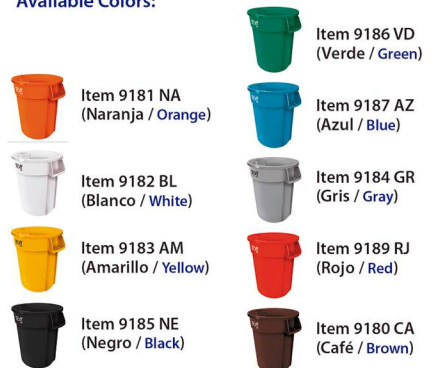 Available Colors:
Item 9181 NA
(Naranja / Orange)
Item 9182 BL
(Blanco / White)
Item 9183 AM
(Amarillo / Yellow)
Item 9185 NE
(Negro / Black)
Item 9186 VD
(Verde / Green)
Item 9187 AZ
(Azul / Blue)
Item 9184 GR
(Gris / Gray)
Item 9189 RJ
(Rojo / Red)
Item 9180 CA
(Café / Brown)